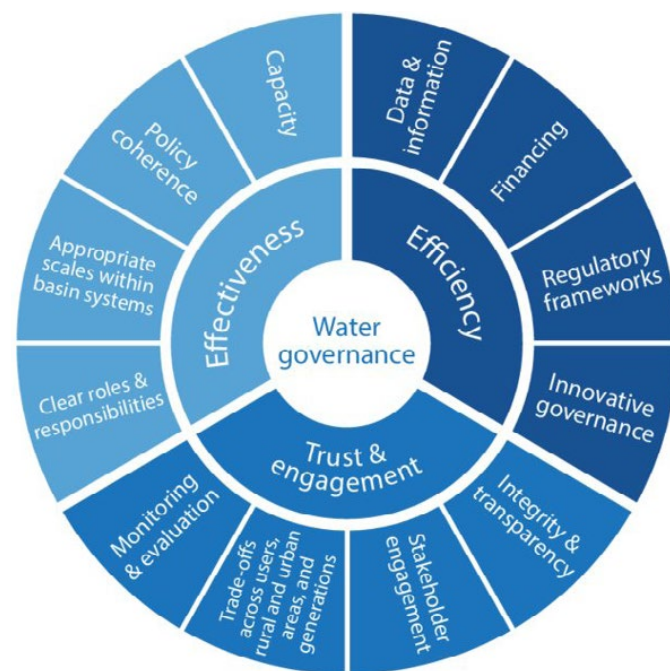 Water
governance
Effectiveness
Efficiency
Trust &
engagement
Capacity
Policy
coherence
Appropriate
scales within
basin systems
Clear roles &
responsibilities
Data &
information
Financing
Regulatory
frameworks
Innovative
governance
Integrity &
transparency
Stakeholder
engagement
Trade-offs
across users,
rural and urban
areas, and
generations
Monitoring
& evaluation